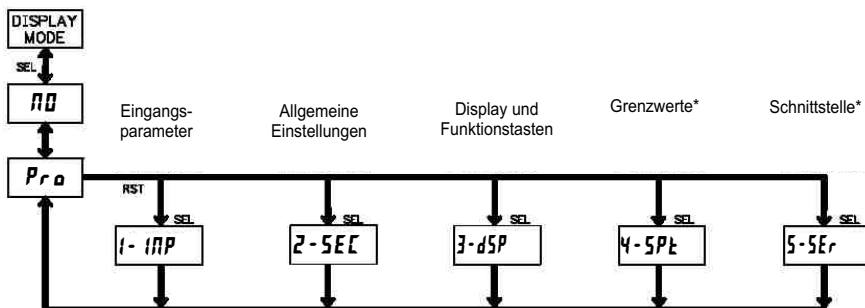 DISPLAY
MODE
SEL
NO
Pro
Eingangs-
parameter
Allgemeine
Einstellungen
Display und
Funktionstasten
Grenzwerte*
Schnittstelle*
RST
SEL
SEL
SEL
SEL
SEL
1-INP
2-SEC
3-dSP
4-SPt
5-SEr